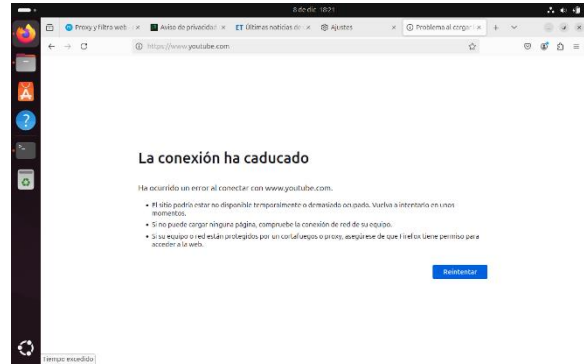 8 de dic 18:21
Proxy y filtro web
Aviso de privacidad
ET Últimas noticias de
Ajustes
Problema al cargar
https://www.youtube.com
La conexión ha caducado
Ha ocurrido un error al conectar con www.youtube.com.
El sitio podría estar no disponible temporalmente o demasiado ocupado. Vuelva a intentarlo en unos
momentos.
Si no puede cargar ninguna página, compruebe la conexión de red de su equipo.
Si su equipo o red están protegidos por un cortafuegos o proxy, asegúrese de que Firefox tiene permiso para
acceder a la web.
Reintentar
Tiempo excedido